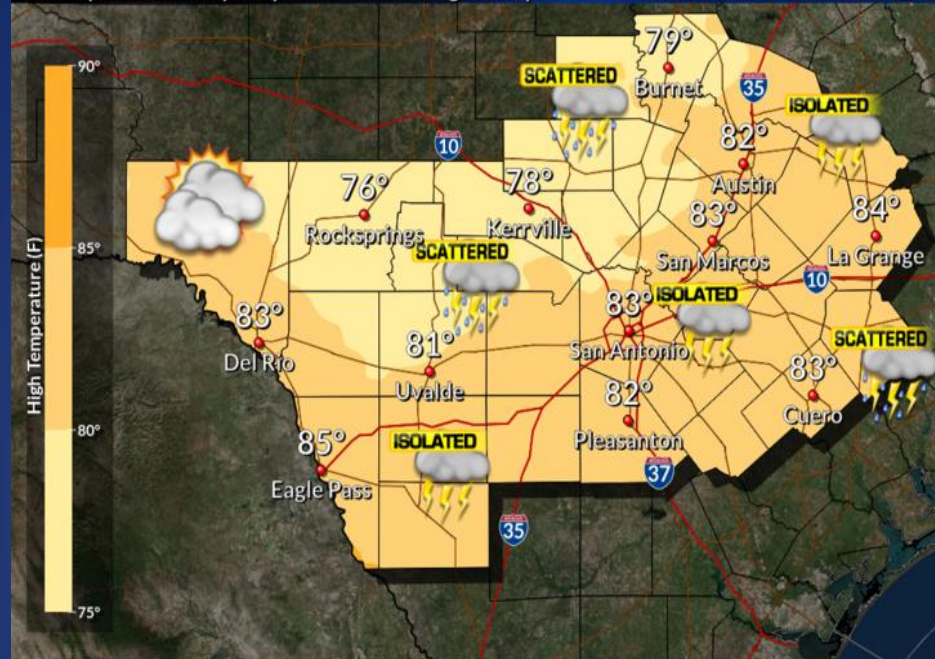 90°
85°
80°
75°
High Temperature (F)
79°
Burnet
SCATTERED
35
ISOLATED
10
82°
Austin
76°
Rocksprings
78°
Kerrville
83°
San Marcos
84°
La Grange
SCATTERED
10
83°
Del Rio
81°
Uvalde
83°
San Antonio
ISOLATED
SCATTERED
83°
Cuero
82°
Pleasanton
85°
Eagle Pass
ISOLATED
37
35